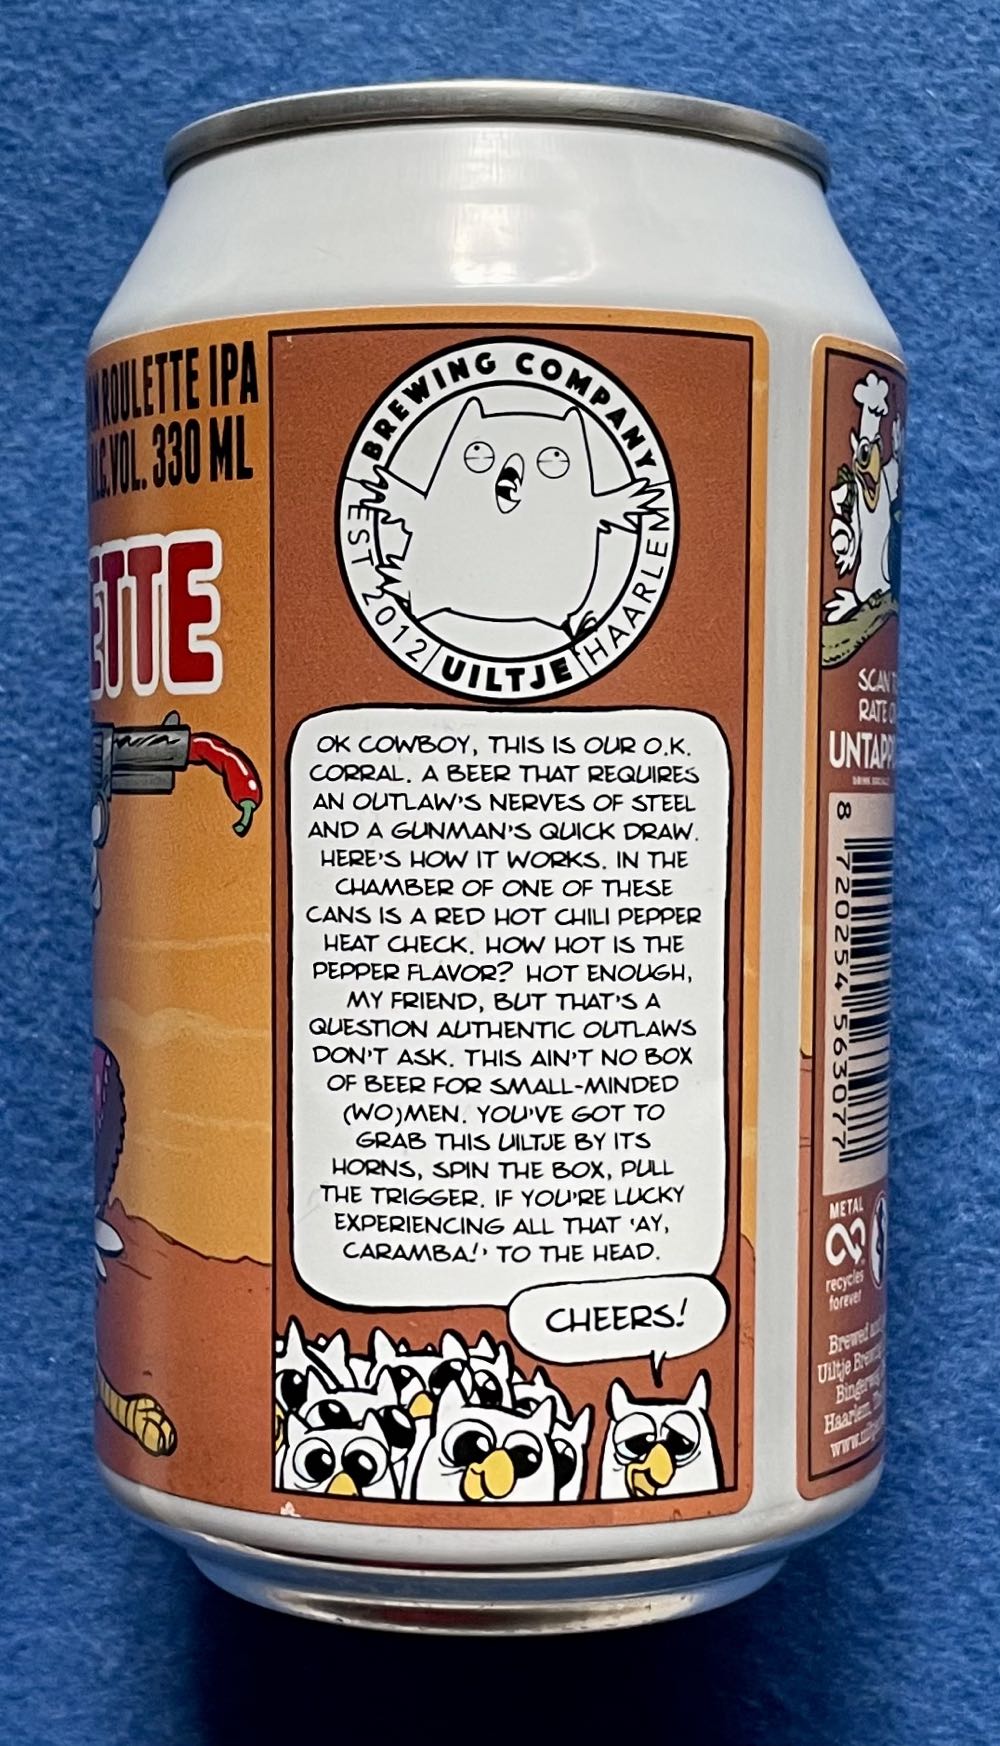 ROULETTE IPA
VOL. 330 ML
BREWING COMPANY
EST 2012
UILTJE
HAARLEM
OK COWBOY, THIS IS OUR O.K.
CORRAL. A BEER THAT REQUIRES
AN OUTLAW'S NERVES OF STEEL
AND A GUNMAN'S QUICK DRAW.
HERE'S HOW IT WORKS. IN THE
CHAMBER OF ONE OF THESE
CANS IS A RED HOT CHILI PEPPER
HEAT CHECK. HOW HOT IS THE
PEPPER FLAVOR? HOT ENOUGH,
MY FRIEND, BUT THAT'S A
QUESTION AUTHENTIC OUTLAWS
DON'T ASK. THIS AIN'T NO BOX
OF BEER FOR SMALL-MINDED
(WO)MEN. YOU'VE GOT TO
GRAB THIS UILTJE BY ITS
HORNS, SPIN THE BOX, PULL
THE TRIGGER. IF YOU'RE LUCKY
EXPERIENCING ALL THAT 'AY,
CARAMBA!' TO THE HEAD.
CHEERS!
SCAN
RATE
8 720254 563077
METAL
recycles
forever
Brewed
Uiltje
Haarlem,